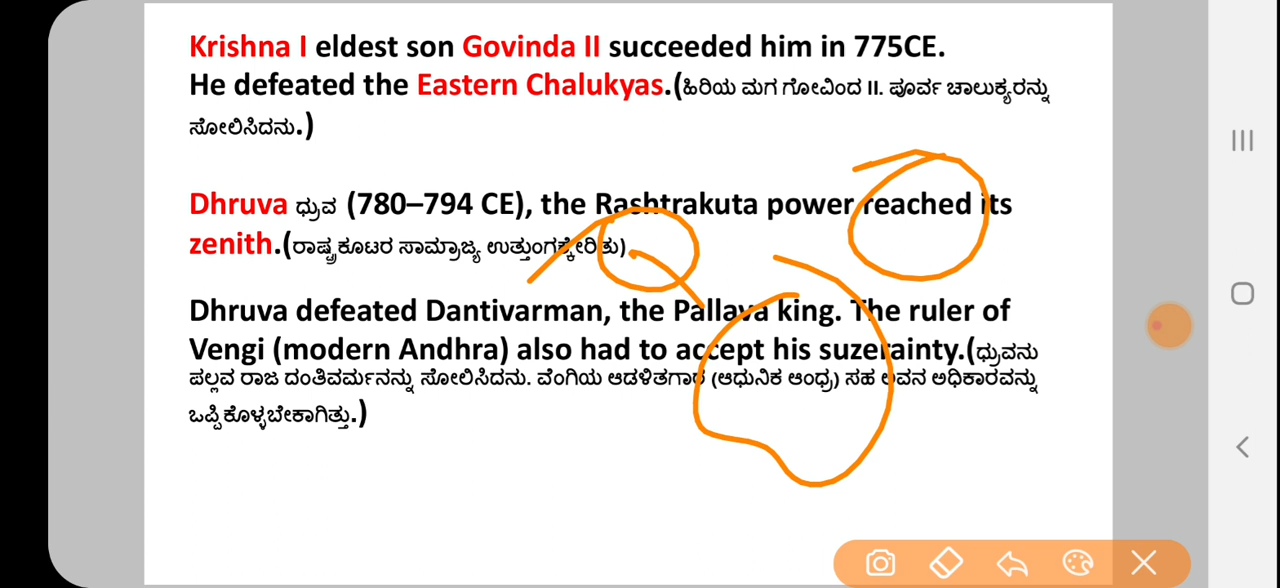 Krishna I eldest son Govinda II succeeded him in 775CE.
He defeated the Eastern Chalukyas.(ಹಿರಿಯ ಮಗ ಗೋವಿಂದ II. ಪೂರ್ವ ಚಾಲುಕ್ಯರನ್ನು
ಸೋಲಿಸಿದನು.)
Dhruva ಧ್ರುವ (780–794 CE), the Rashtrakuta power reached its
zenith.(ರಾಷ್ಟ್ರಕೂಟರ ಸಾಮ್ರಾಜ್ಯ ಉತ್ತುಂಗಕ್ಕೇರಿತು)
Dhruva defeated Dantivarman, the Pallava king. The ruler of
Vengi (modern Andhra) also had to accept his suzerainty.(ಧ್ರುವನು
ಪಲ್ಲವ ರಾಜ ದಂತಿವರ್ಮನನ್ನು ಸೋಲಿಸಿದನು. ವೆಂಗಿಯ ಆಡಳಿತಗಾರ (ಆಧುನಿಕ ಆಂಧ್ರ) ಸಹ ಅವನ ಅಧಿಕಾರವನ್ನು
ಒಪ್ಪಿಕೊಳ್ಳಬೇಕಾಗಿತ್ತು.)